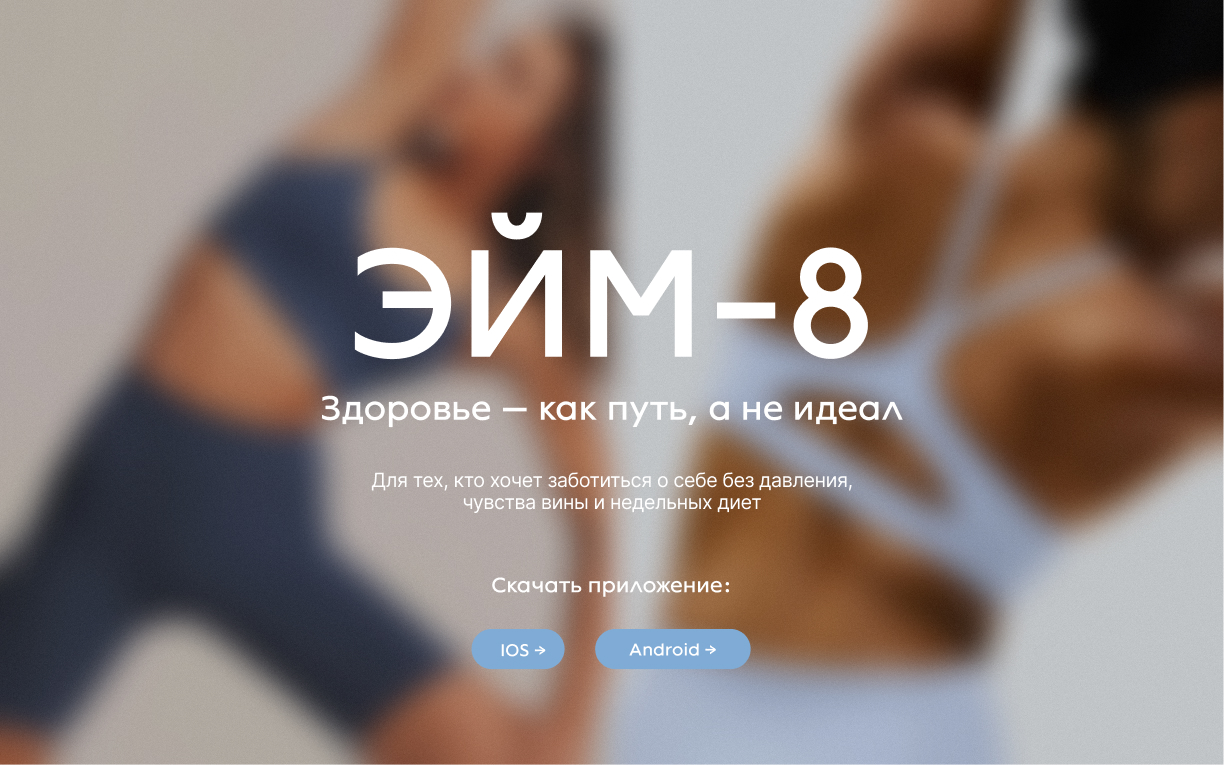 ЭЙМ-8
Здоровье — как путь, а не идеал
Для тех, кто хочет заботиться о себе без давления,
чувства вины и недельных диет
Скачать приложение:
IOS →
Android →